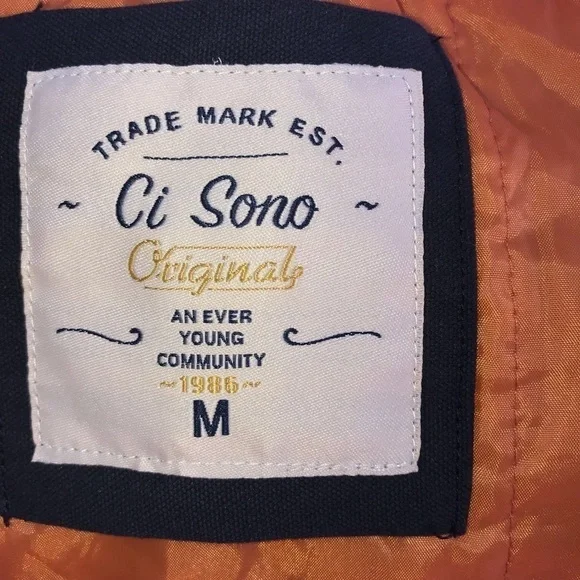 TRADE MARK EST.
~ Ci Sono ~
Original
AN EVER
YOUNG
COMMUNITY
~1986~
M